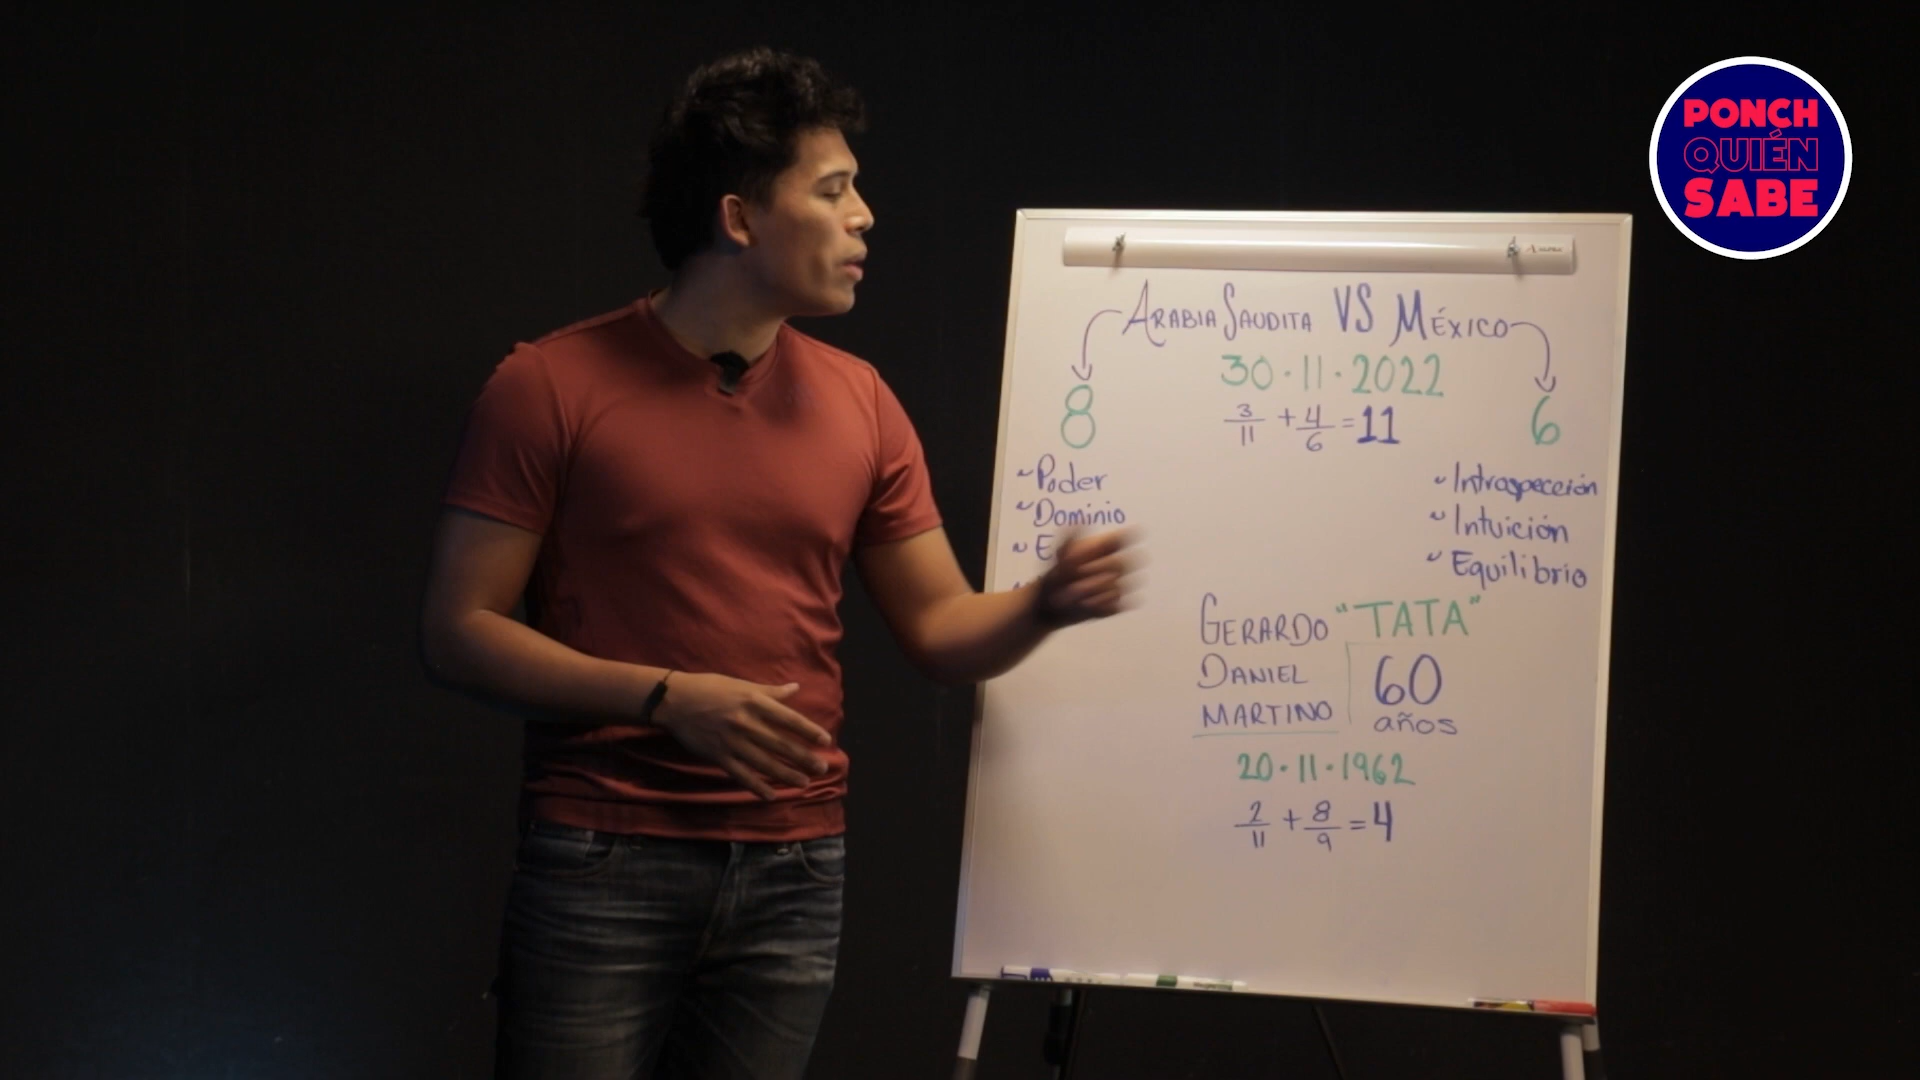 PONCH
QUIÉN
SABE
ARABIA SAUDITA VS MÉXICO
30·11·2022
8
3/11 + 4/6 = 11
6
~Poder
~Dominio
~Introspección
~Intuición
~Equilibrio
GERARDO "TATA"
DANIEL
MARTINO
60
años
20·11·1962
2/11 + 8/9 = 4